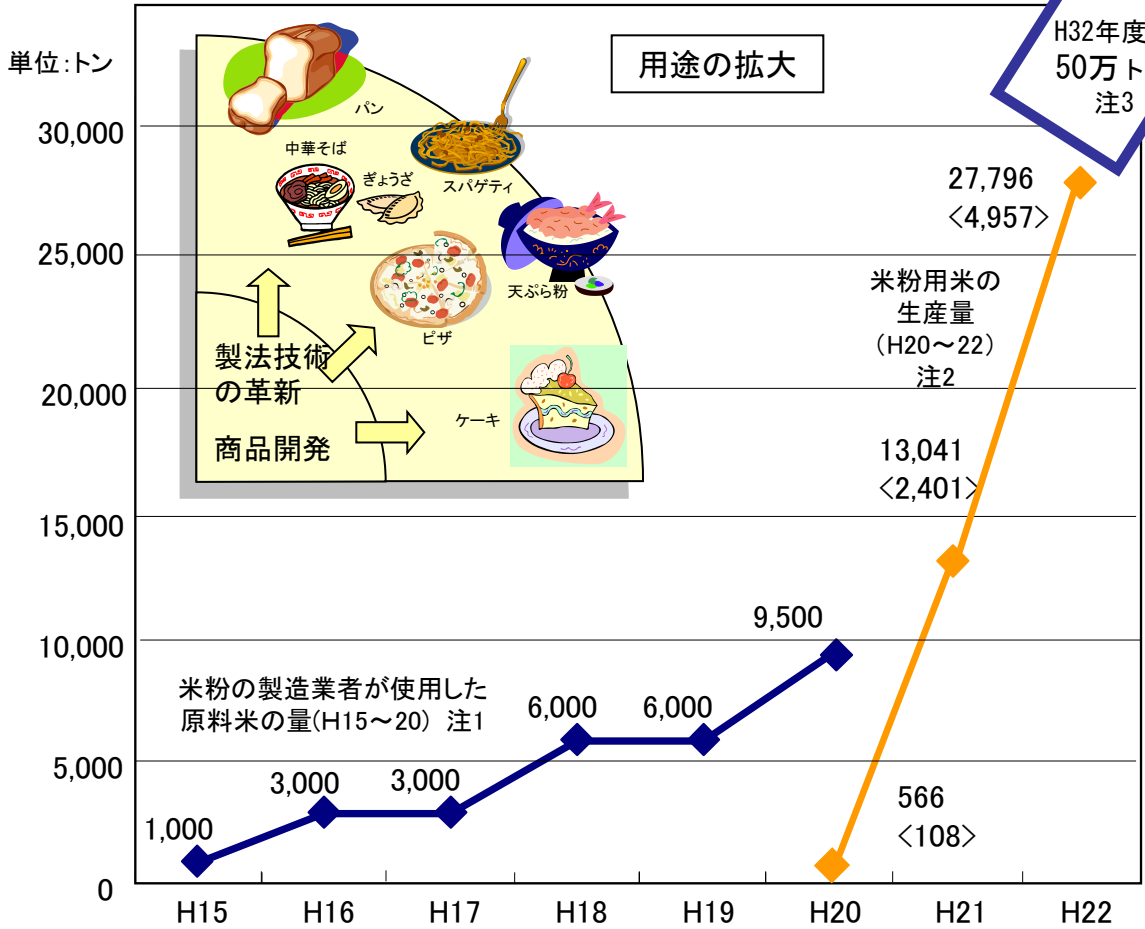 単位:トン
用途の拡大
H32年度
50万ト
注3
パン
中華そば
ぎょうざ
スパゲティ
天ぷら粉
ピザ
ケーキ
製法技術
の革新
商品開発
30,000
25,000
20,000
15,000
10,000
5,000
0
27,796
<4,957>
米粉用米の
生産量
(H20～22)
注2
13,041
<2,401>
9,500
米粉の製造業者が使用した
原料米の量(H15～20) 注1
6,000
6,000
3,000
3,000
1,000
566
<108>
H15
H16
H17
H18
H19
H20
H21
H22